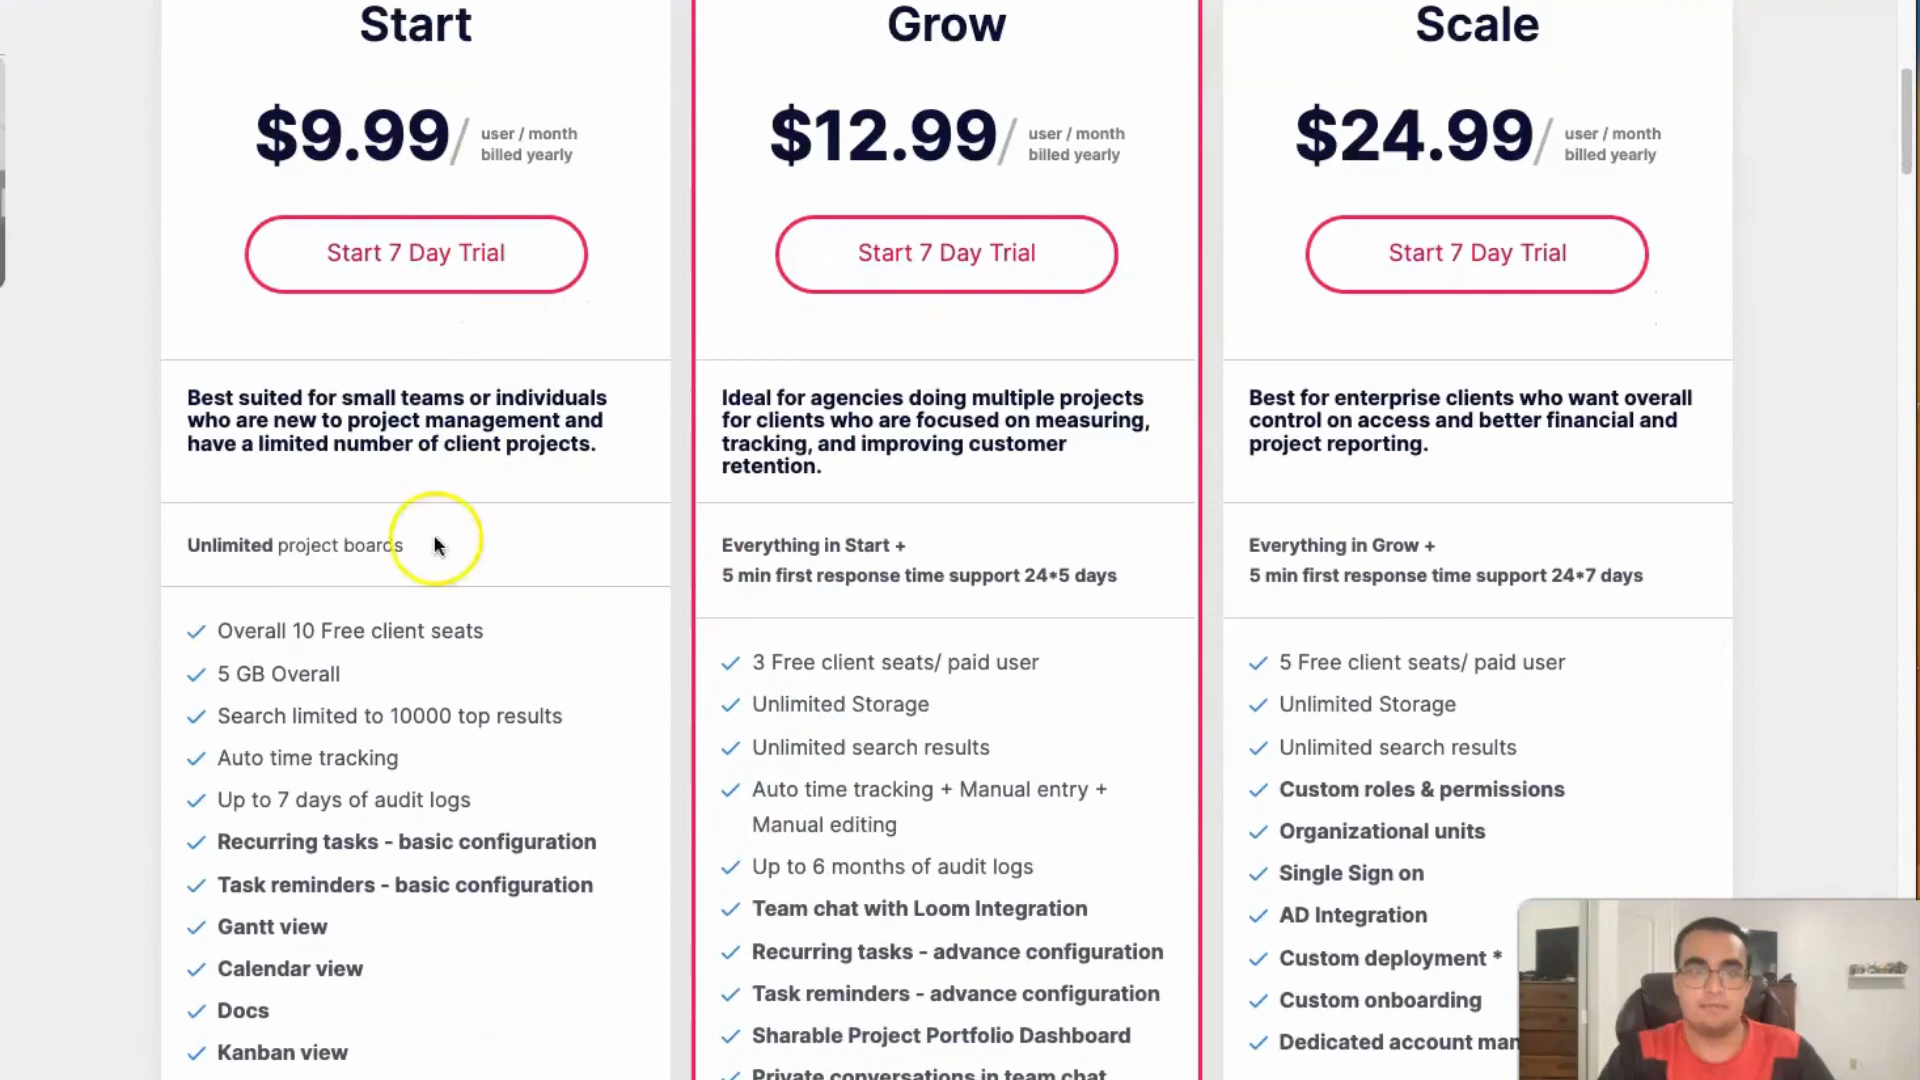 Start
$9.99/ user / month
billed yearly
Start 7 Day Trial
Best suited for small teams or individuals
who are new to project management and
have a limited number of client projects.
Unlimited project boards
Overall 10 Free client seats
5 GB Overall
Search limited to 10000 top results
Auto time tracking
Up to 7 days of audit logs
Recurring tasks - basic configuration
Task reminders - basic configuration
Gantt view
Calendar view
Docs
Kanban view
Grow
$12.99/ user / month
billed yearly
Start 7 Day Trial
Ideal for agencies doing multiple projects
for clients who are focused on measuring,
tracking, and improving customer
retention.
Everything in Start +
5 min first response time support 24*5 days
3 Free client seats/ paid user
Unlimited Storage
Unlimited search results
Auto time tracking + Manual entry +
Manual editing
Up to 6 months of audit logs
Team chat with Loom Integration
Recurring tasks - advance configuration
Task reminders - advance configuration
Sharable Project Portfolio Dashboard
Private conversations in team chat
Scale
$24.99/ user / month
billed yearly
Start 7 Day Trial
Best for enterprise clients who want overall
control on access and better financial and
project reporting.
Everything in Grow +
5 min first response time support 24*7 days
5 Free client seats/ paid user
Unlimited Storage
Unlimited search results
Custom roles & permissions
Organizational units
Single Sign on
AD Integration
Custom deployment *
Custom onboarding
Dedicated account man